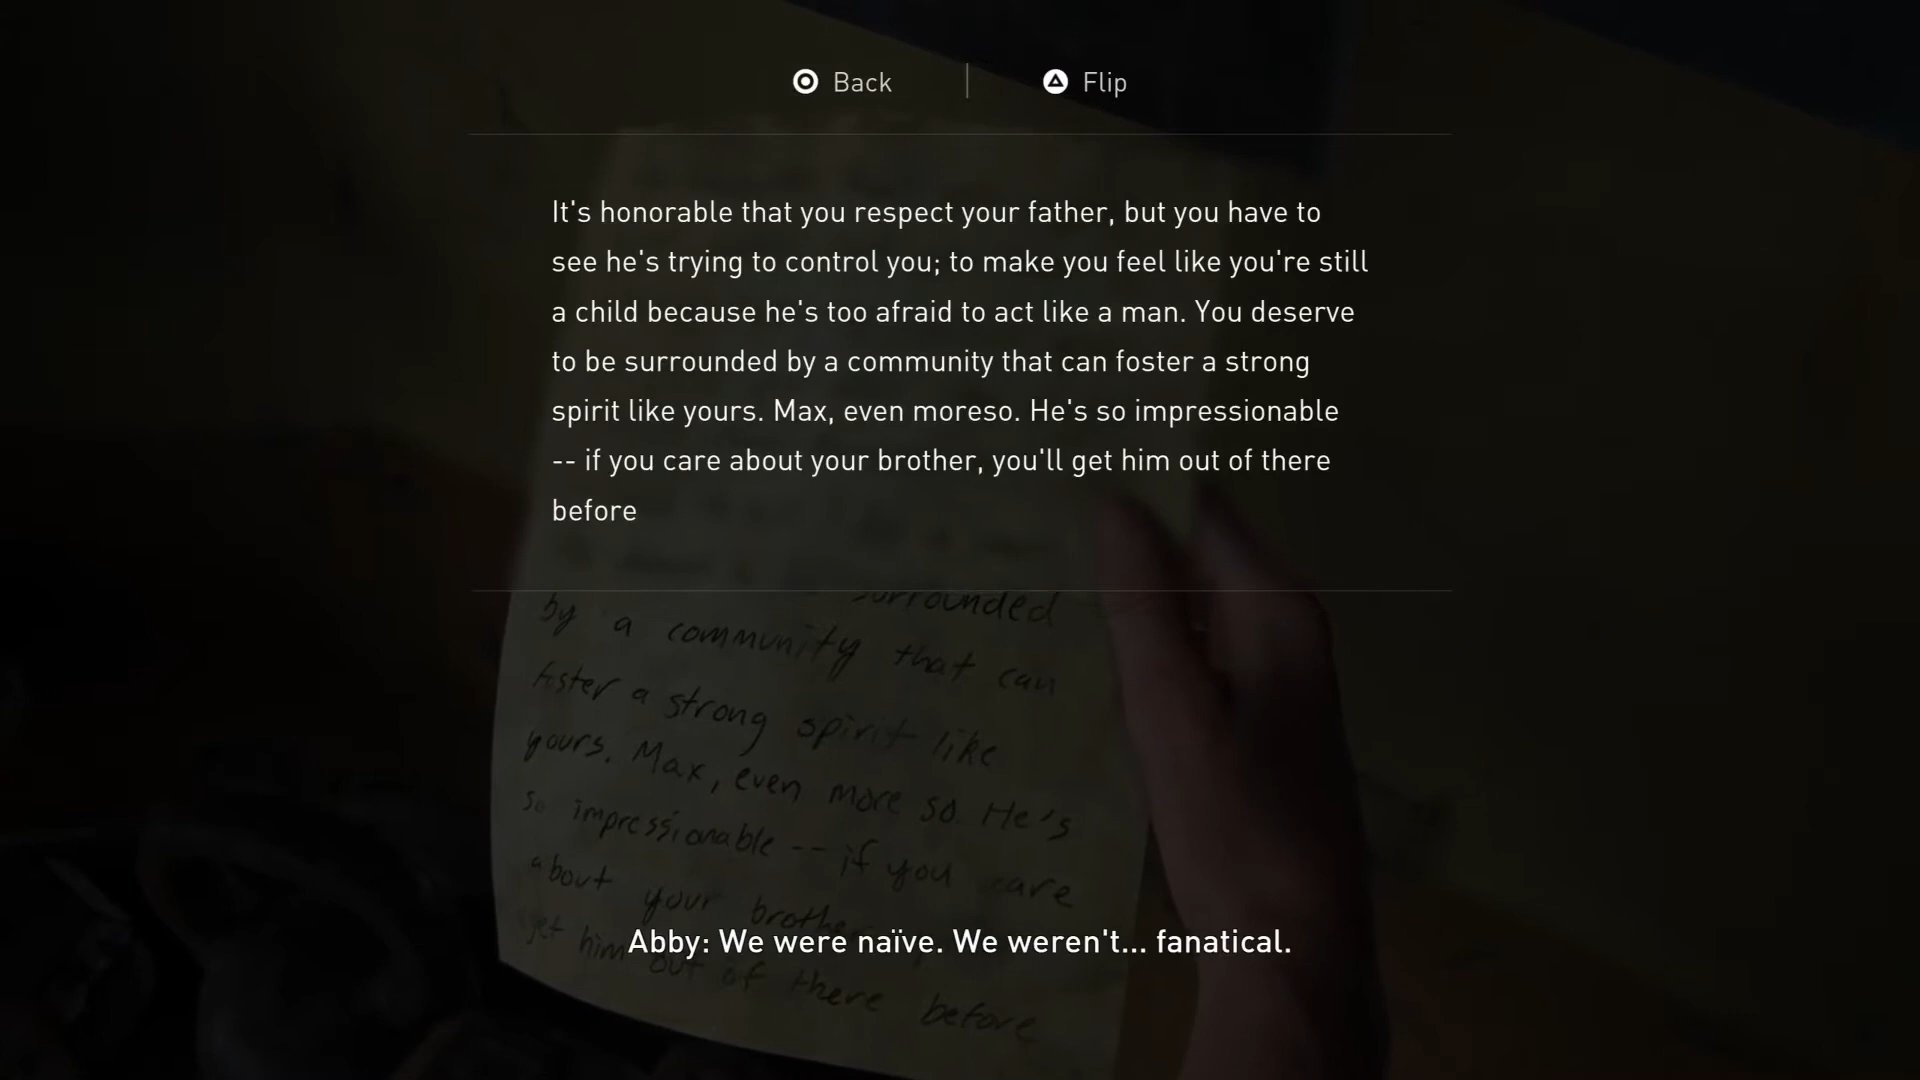 Back
Flip
It's honorable that you respect your father, but you have to
see he's trying to control you; to make you feel like you're still
a child because he's too afraid to act like a man. You deserve
to be surrounded by a community that can foster a strong
spirit like yours. Max, even moreso. He's so impressionable
-- if you care about your brother, you'll get him out of there
before
surrounded
by a community that can
foster a strong spirit like
yours. Max, even more so. He's
so impressionable -- if you care
about your brother
get him out of there before
Abby: We were naïve. We weren't... fanatical.